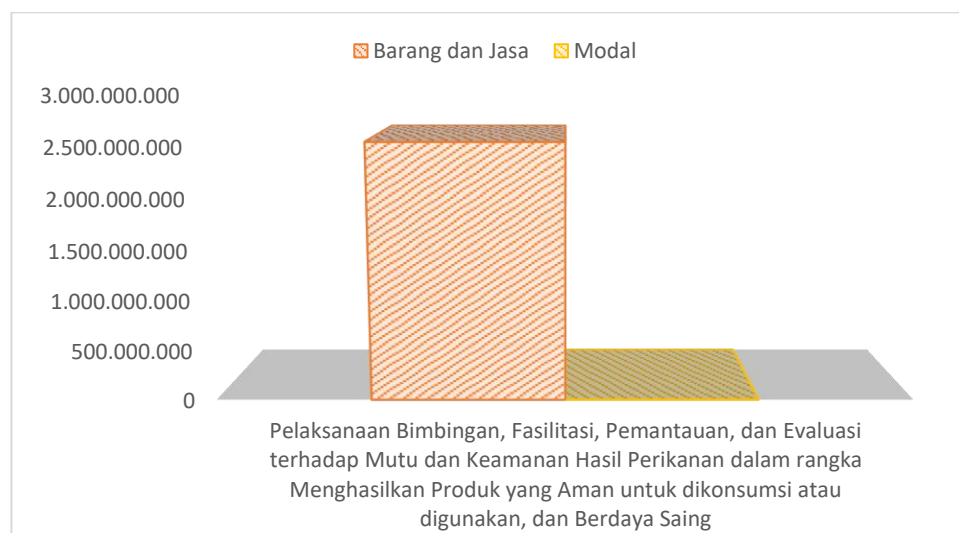 Barang dan Jasa Modal
3.000.000.000
2.500.000.000
2.000.000.000
1.500.000.000
1.000.000.000
500.000.000
0
Pelaksanaan Bimbingan, Fasilitasi, Pemantauan, dan Evaluasi
terhadap Mutu dan Keamanan Hasil Perikanan dalam rangka
Menghasilkan Produk yang Aman untuk dikonsumsi atau
digunakan, dan Berdaya Saing